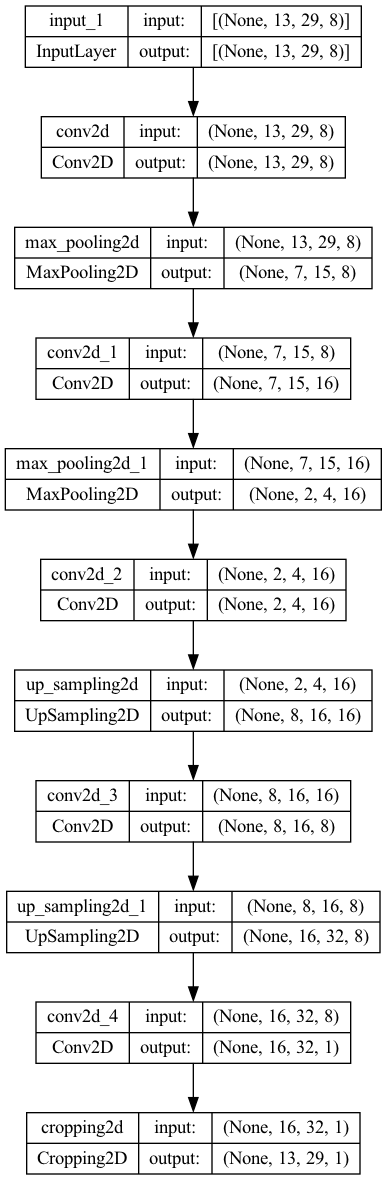 input_1 input: [(None, 13, 29, 8)]
InputLayer output: [(None, 13, 29, 8)]
conv2d input: (None, 13, 29, 8)
Conv2D output: (None, 13, 29, 8)
max_pooling2d input: (None, 13, 29, 8)
MaxPooling2D output: (None, 7, 15, 8)
conv2d_1 input: (None, 7, 15, 8)
Conv2D output: (None, 7, 15, 16)
max_pooling2d_1 input: (None, 7, 15, 16)
MaxPooling2D output: (None, 2, 4, 16)
conv2d_2 input: (None, 2, 4, 16)
Conv2D output: (None, 2, 4, 16)
up_sampling2d input: (None, 2, 4, 16)
UpSampling2D output: (None, 8, 16, 16)
conv2d_3 input: (None, 8, 16, 16)
Conv2D output: (None, 8, 16, 8)
up_sampling2d_1 input: (None, 8, 16, 8)
UpSampling2D output: (None, 16, 32, 8)
conv2d_4 input: (None, 16, 32, 8)
Conv2D output: (None, 16, 32, 1)
cropping2d input: (None, 16, 32, 1)
Cropping2D output: (None, 13, 29, 1)